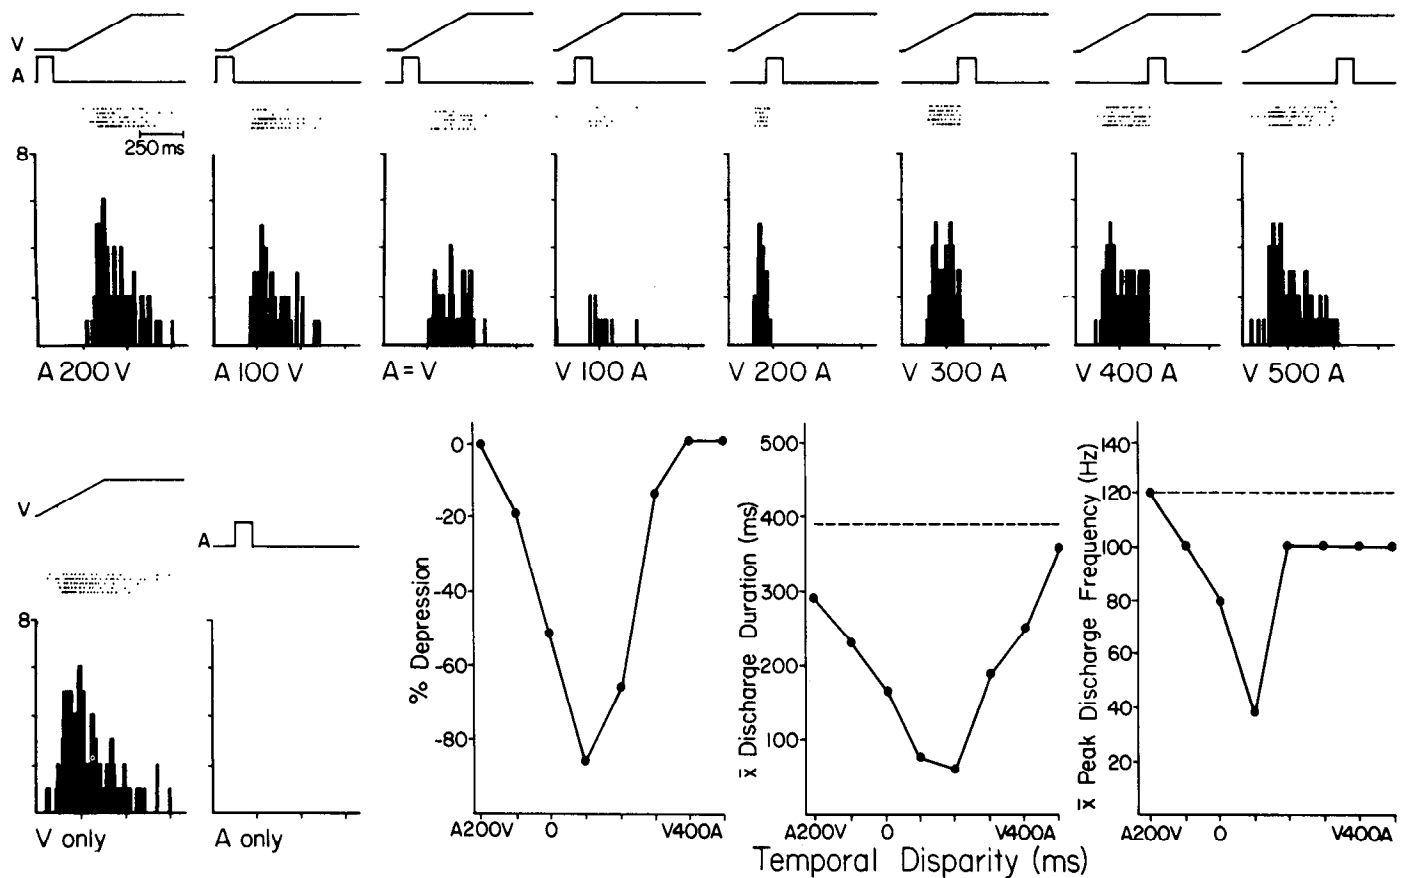 V
A
250 ms
8
A 200 V
A 100 V
A = V
V 100 A
V 200 A
V 300 A
V 400 A
V 500 A
V
A
8
V only
A only
% Depression
0
-20
-40
-60
-80
A200V 0 V400A
x̄ Discharge Duration (ms)
500
400
300
200
100
A200V 0 V400A
x̄ Peak Discharge Frequency (Hz)
140
120
100
80
60
40
20
A200V 0 V400A
Temporal Disparity (ms)